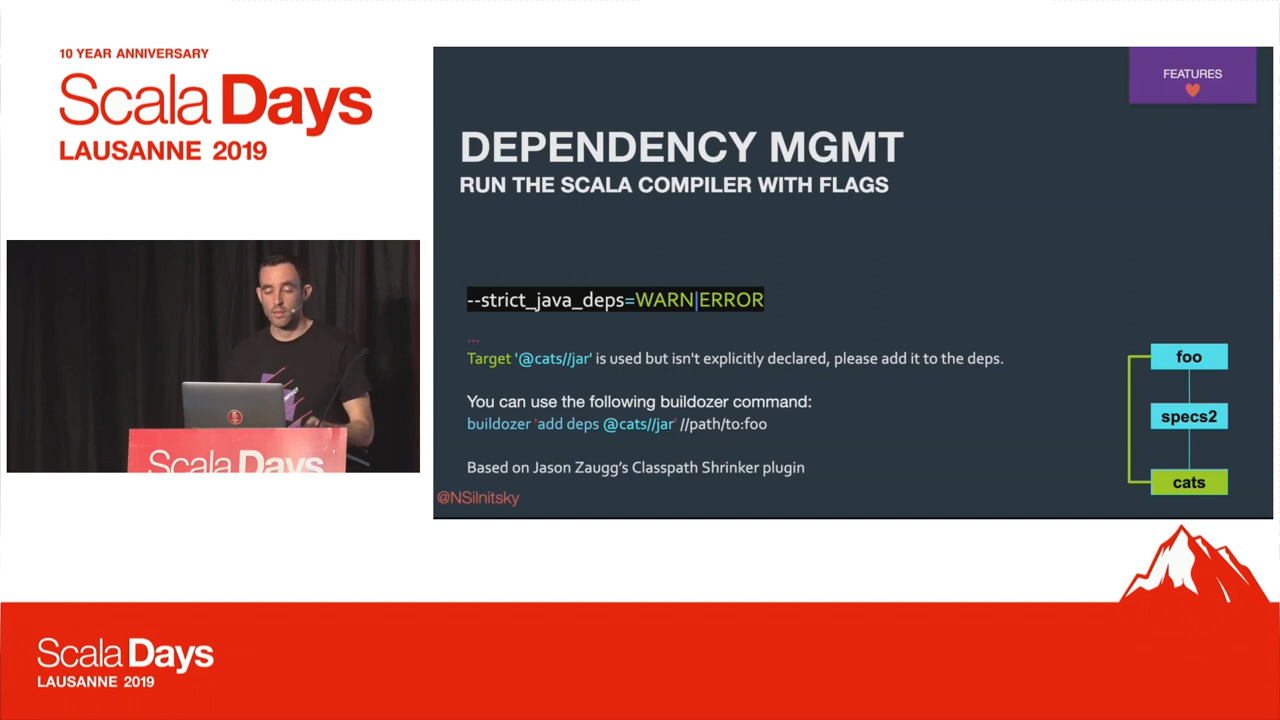 10 YEAR ANNIVERSARY
Scala Days
LAUSANNE 2019
FEATURES
DEPENDENCY MGMT
RUN THE SCALA COMPILER WITH FLAGS
--strict_java_deps=WARN|ERROR
...
Target '@cats//jar' is used but isn't explicitly declared, please add it to the deps.
You can use the following buildozer command:
buildozer 'add deps @cats//jar' //path/to:foo
Based on Jason Zaugg's Classpath Shrinker plugin
@NSilnitsky
foo
specs2
cats
Scala Days
Scala Days
LAUSANNE 2019